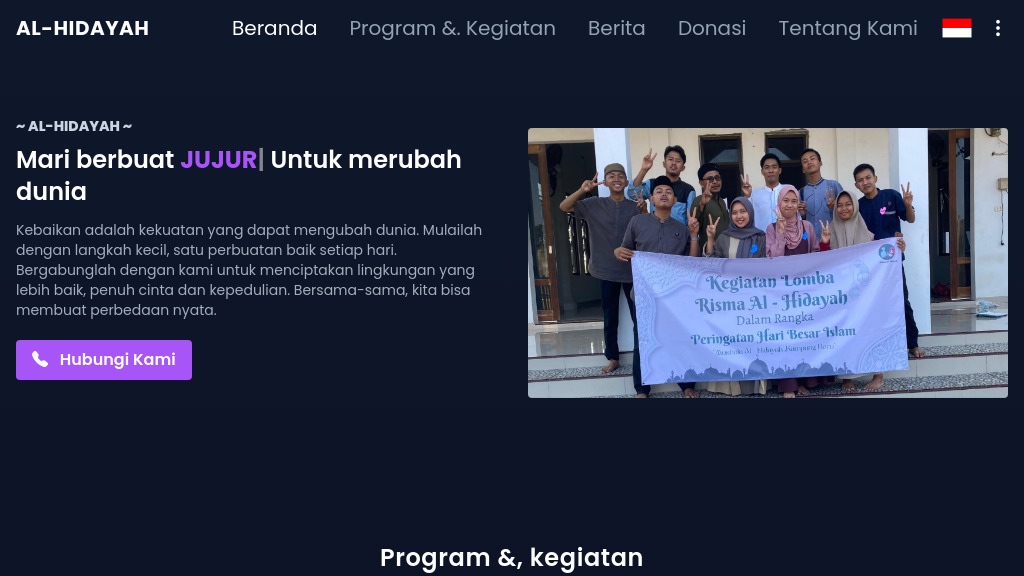 AL-HIDAYAH
Beranda
Program &. Kegiatan
Berita
Donasi
Tentang Kami
~ AL-HIDAYAH ~
Mari berbuat JUJUR| Untuk merubah
dunia
Kebaikan adalah kekuatan yang dapat mengubah dunia. Mulailah
dengan langkah kecil, satu perbuatan baik setiap hari.
Bergabunglah dengan kami untuk menciptakan lingkungan yang
lebih baik, penuh cinta dan kepedulian. Bersama-sama, kita bisa
membuat perbedaan nyata.
Hubungi Kami
Kegiatan Lomba
Risma Al - Hidayah
Dalam Rangka
Peringatan Hari Besar Islam
Al - Hidayah Kampung
Program &, kegiatan